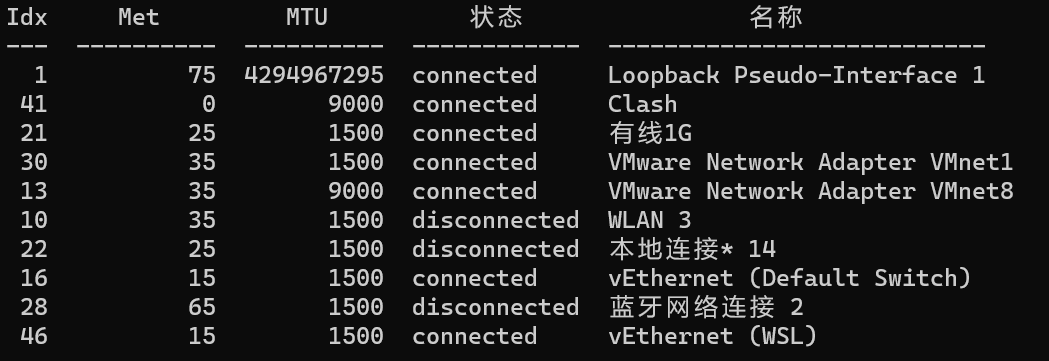 Idx     Met         MTU          状态                名称
---  ----------  ----------  ------------  ---------------------------
  1          75  4294967295  connected     Loopback Pseudo-Interface 1
 41           0        9000  connected     Clash
 21          25        1500  connected     有线1G
 30          35        1500  connected     VMware Network Adapter VMnet1
 13          35        9000  connected     VMware Network Adapter VMnet8
 10          35        1500  disconnected  WLAN 3
 22          25        1500  disconnected  本地连接* 14
 16          15        1500  connected     vEthernet (Default Switch)
 28          65        1500  disconnected  蓝牙网络连接 2
 46          15        1500  connected     vEthernet (WSL)